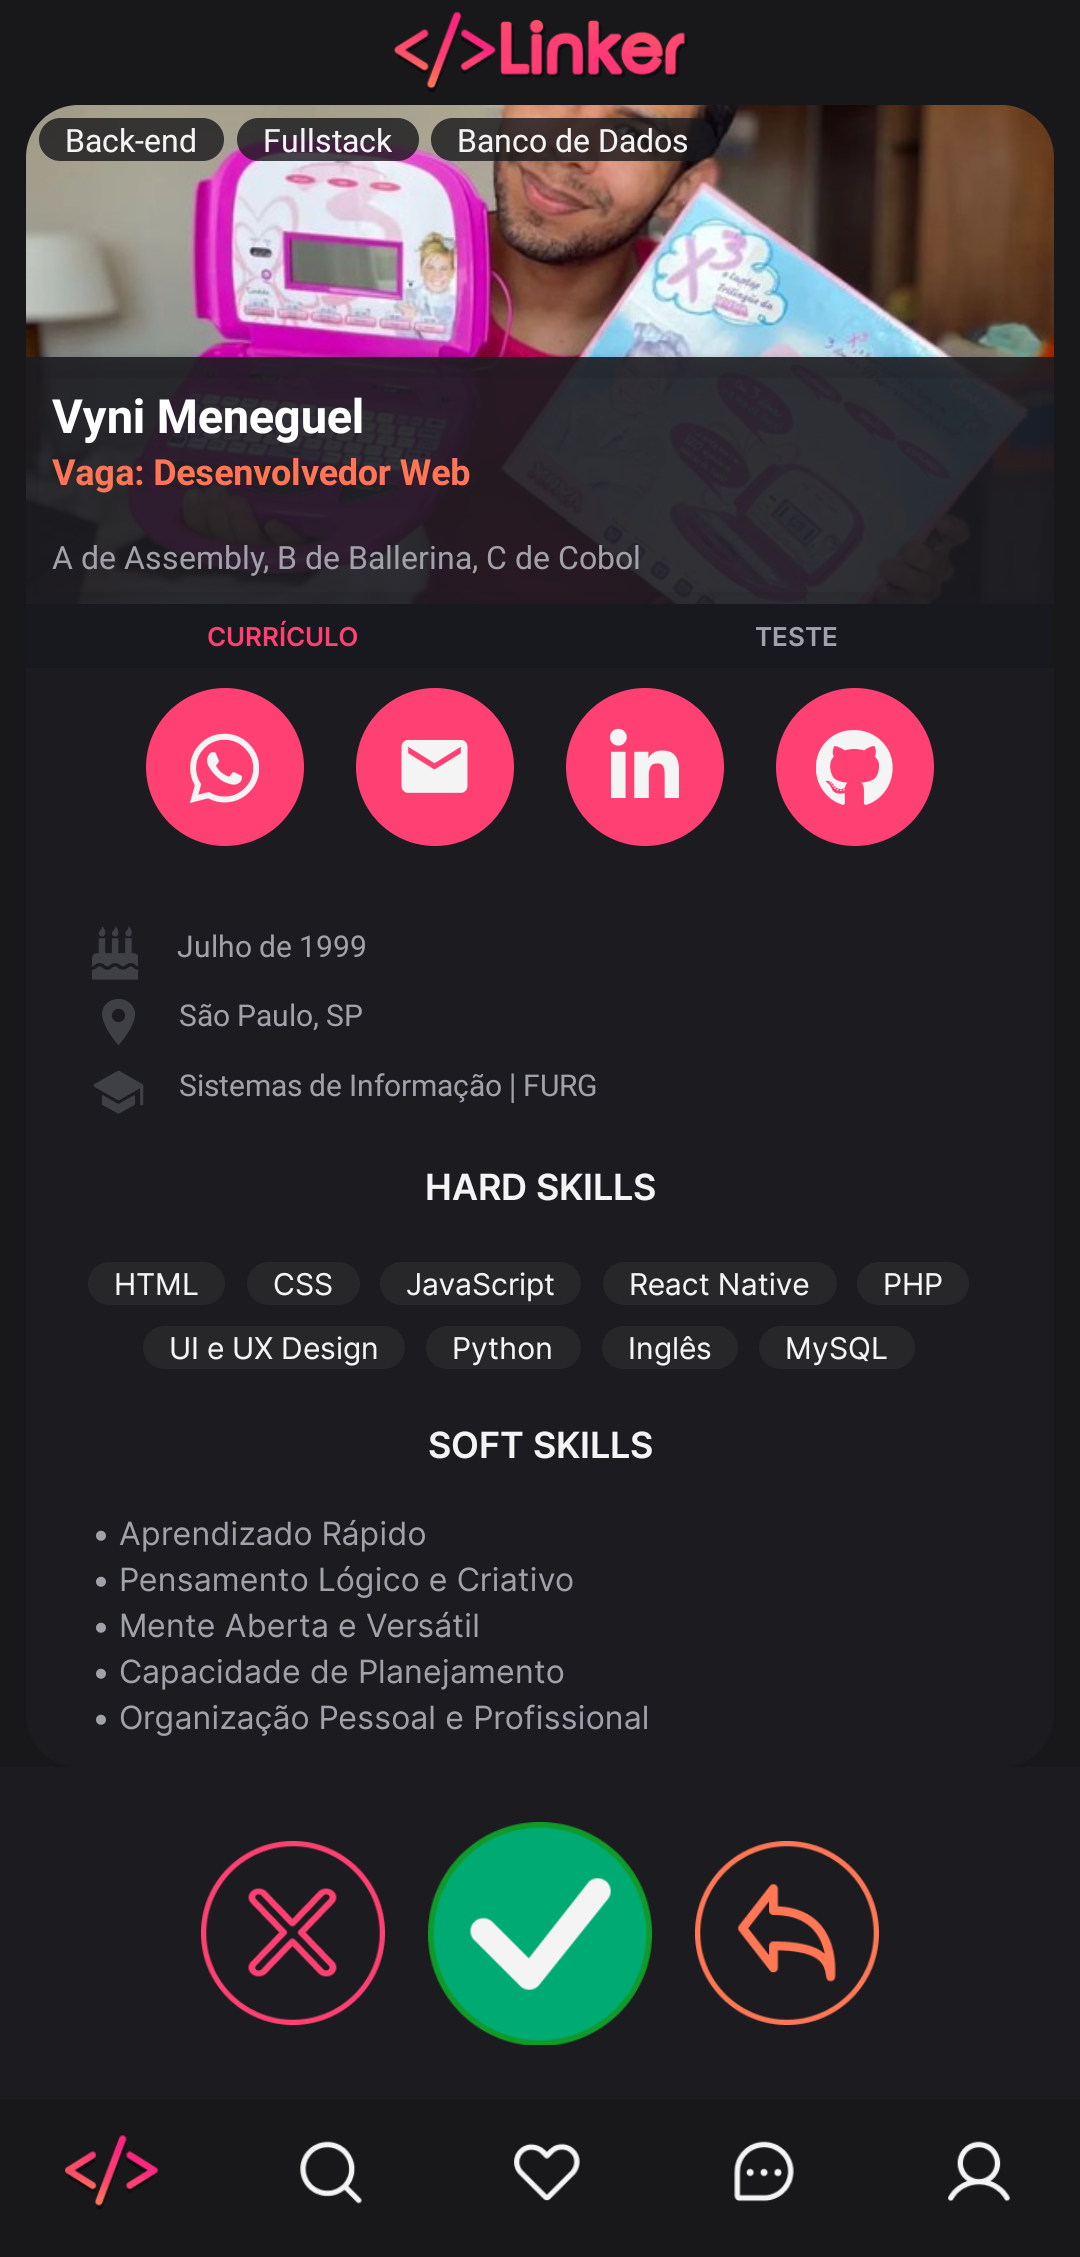 </>Linker
Back-end Fullstack Banco de Dados
X3
Vyni Meneguel
Vaga: Desenvolvedor Web
A de Assembly, B de Ballerina, C de Cobol
CURRÍCULO TESTE
in
Julho de 1999
São Paulo, SP
Sistemas de Informação | FURG
HARD SKILLS
HTML CSS JavaScript React Native PHP
UI e UX Design Python Inglês MySQL
SOFT SKILLS
• Aprendizado Rápido
• Pensamento Lógico e Criativo
• Mente Aberta e Versátil
• Capacidade de Planejamento
• Organização Pessoal e Profissional
</>